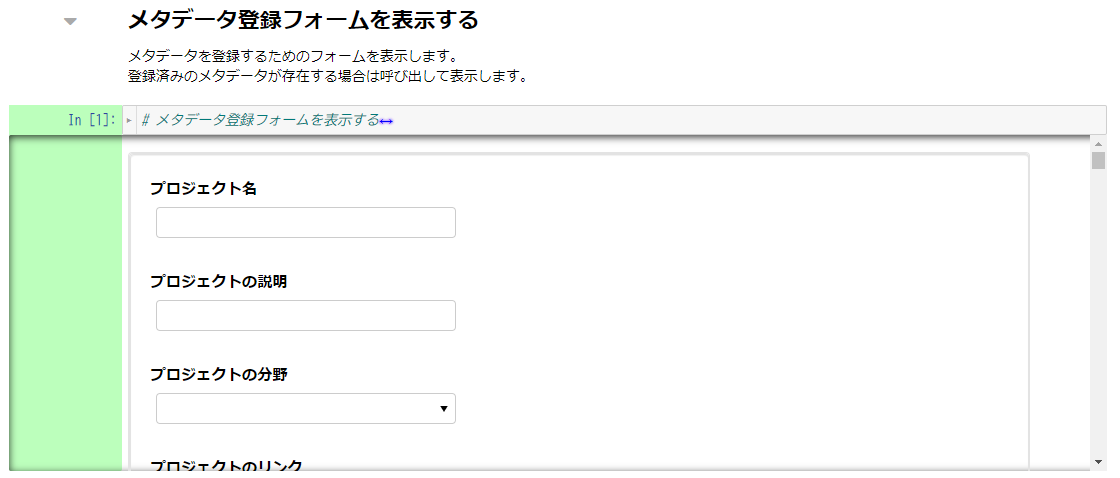 メタデータ登録フォームを表示する
メタデータを登録するためのフォームを表示します。
登録済みのメタデータが存在する場合は呼び出して表示します。
In [1]:
# メタデータ登録フォームを表示する↔
プロジェクト名
プロジェクトの説明
プロジェクトの分野
プロジェクトのリンク